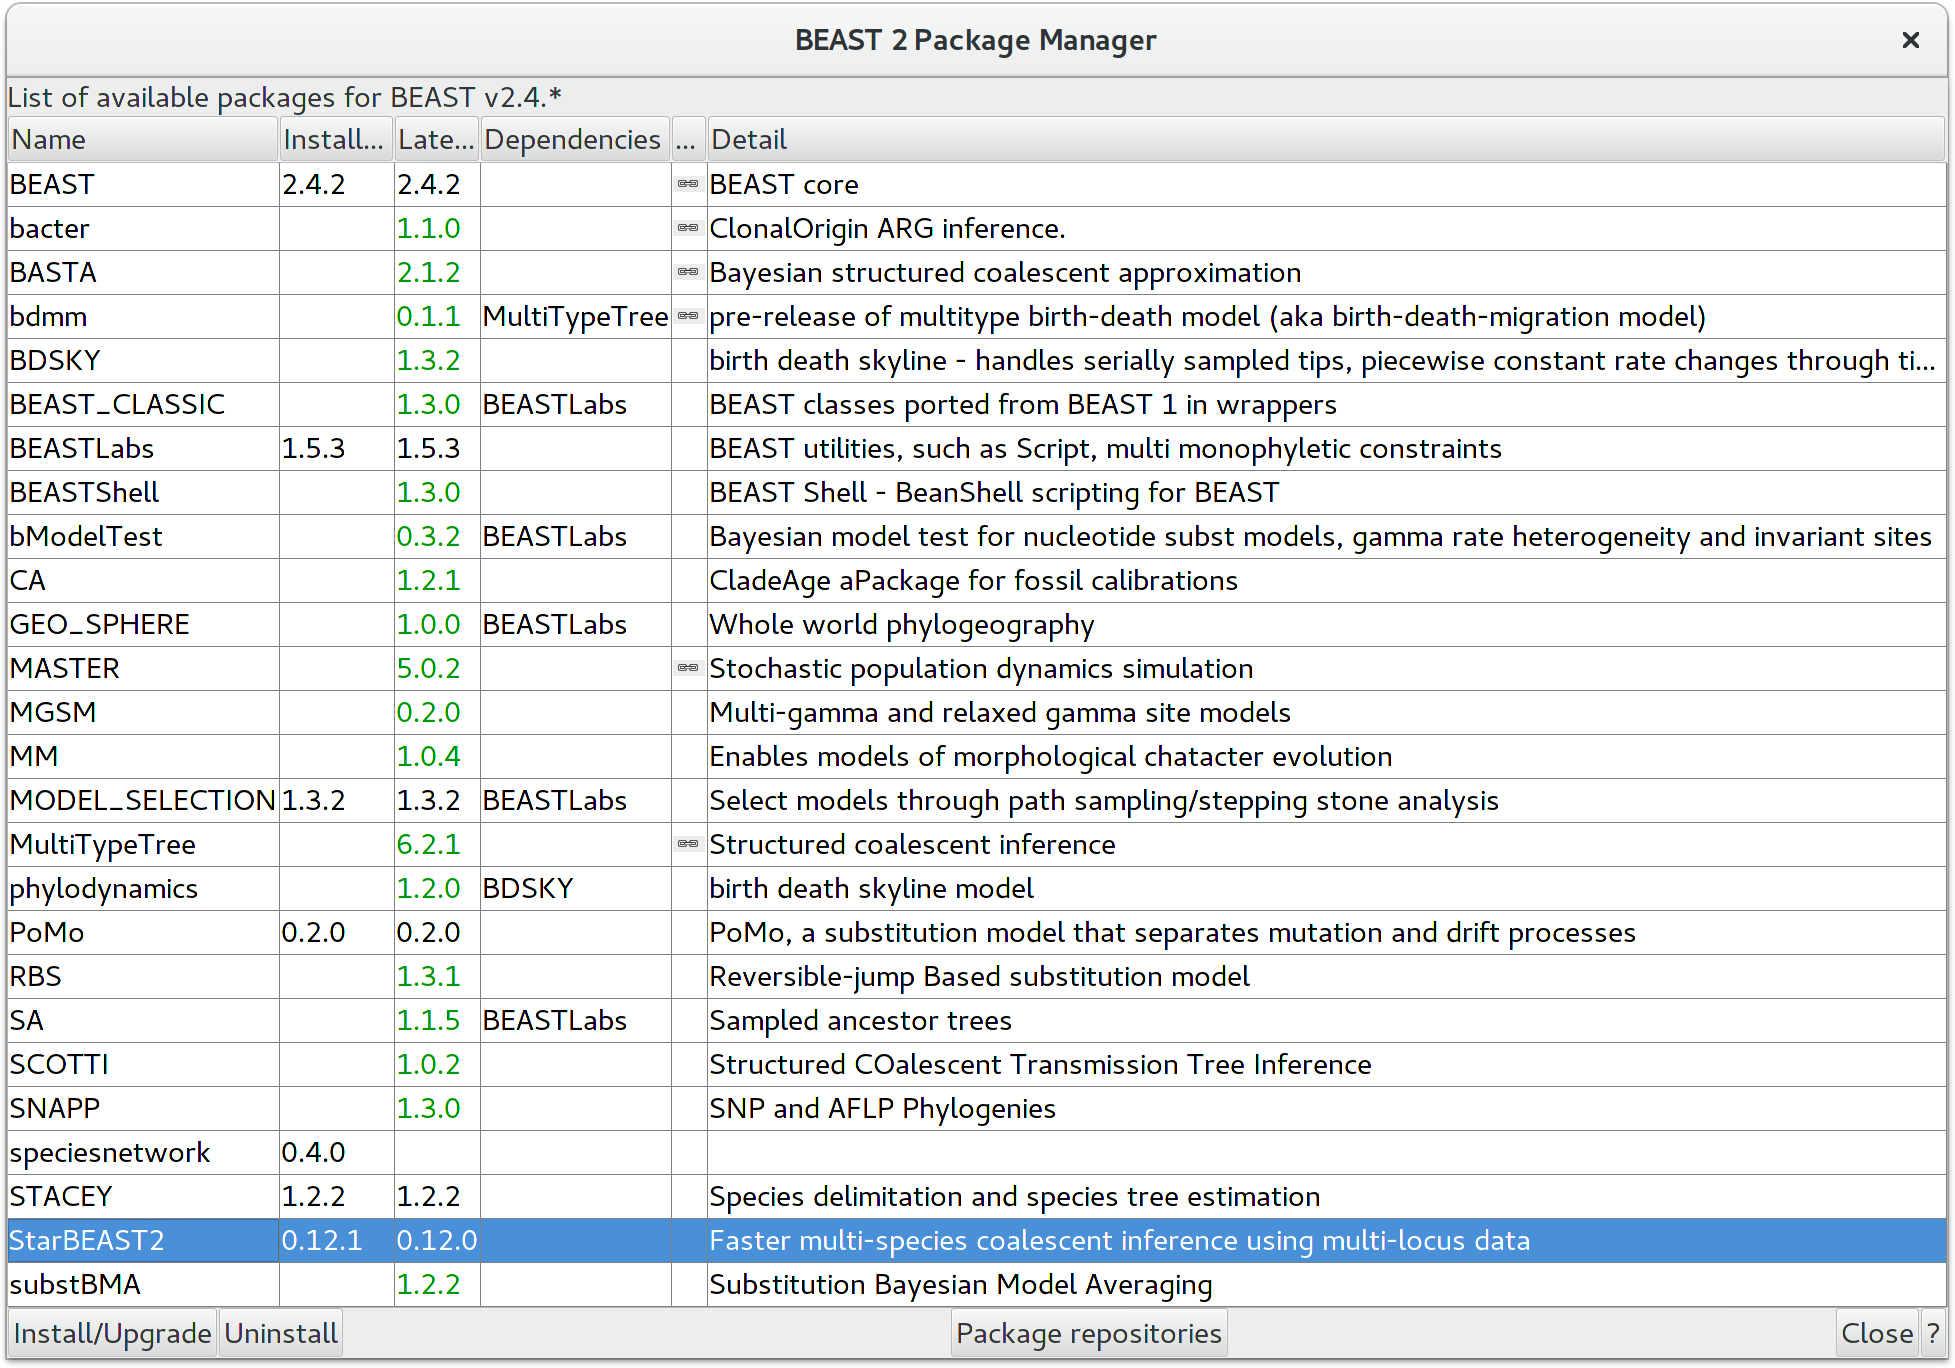 BEAST 2 Package Manager
List of available packages for BEAST v2.4.*
Name Install... Late... Dependencies ... Detail
BEAST 2.4.2 2.4.2 BEAST core
bacter 1.1.0 ClonalOrigin ARG inference.
BASTA 2.1.2 Bayesian structured coalescent approximation
bdmm 0.1.1 MultiTypeTree pre-release of multitype birth-death model (aka birth-death-migration model)
BDSKY 1.3.2 birth death skyline - handles serially sampled tips, piecewise constant rate changes through ti...
BEAST_CLASSIC 1.3.0 BEASTLabs BEAST classes ported from BEAST 1 in wrappers
BEASTLabs 1.5.3 1.5.3 BEAST utilities, such as Script, multi monophyletic constraints
BEASTShell 1.3.0 BEAST Shell - BeanShell scripting for BEAST
bModelTest 0.3.2 BEASTLabs Bayesian model test for nucleotide subst models, gamma rate heterogeneity and invariant sites
CA 1.2.1 CladeAge aPackage for fossil calibrations
GEO_SPHERE 1.0.0 BEASTLabs Whole world phylogeography
MASTER 5.0.2 Stochastic population dynamics simulation
MGSM 0.2.0 Multi-gamma and relaxed gamma site models
MM 1.0.4 Enables models of morphological chatacter evolution
MODEL_SELECTION 1.3.2 1.3.2 BEASTLabs Select models through path sampling/stepping stone analysis
MultiTypeTree 6.2.1 Structured coalescent inference
phylodynamics 1.2.0 BDSKY birth death skyline model
PoMo 0.2.0 0.2.0 PoMo, a substitution model that separates mutation and drift processes
RBS 1.3.1 Reversible-jump Based substitution model
SA 1.1.5 BEASTLabs Sampled ancestor trees
SCOTTI 1.0.2 Structured COalescent Transmission Tree Inference
SNAPP 1.3.0 SNP and AFLP Phylogenies
speciesnetwork 0.4.0
STACEY 1.2.2 1.2.2 Species delimitation and species tree estimation
StarBEAST2 0.12.1 0.12.0 Faster multi-species coalescent inference using multi-locus data
substBMA 1.2.2 Substitution Bayesian Model Averaging
Install/Upgrade Uninstall Package repositories Close ?